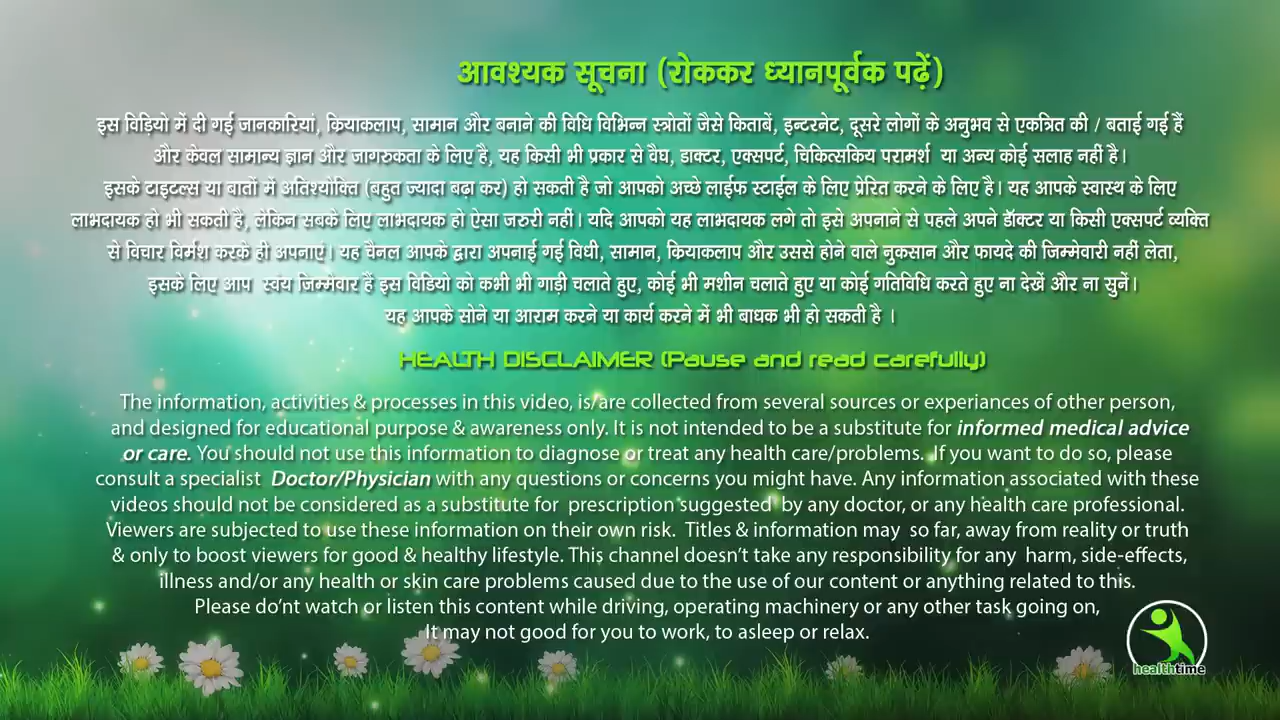 आवश्यक सूचना (रोककर ध्यानपूर्वक पढ़ें)
इस विडियो में दी गई जानकारियां, कियाकलाप, सामान और बनाने की विधि विभिन्न स्त्रोतों जैसे किताबें, इन्टरनेट, दूसरे लोगों के अनुभव से एकत्रित की / बताई गई हैं
और केवल सामान्य ज्ञान और जागरुकता के लिए है, यह किसी भी प्रकार से वैघ, डाक्टर, एक्सपर्ट, चिकित्सकिय परामर्श या अन्य कोई सलाह नहीं है।
इसके टाइटल्स या बातों में अतिश्योक्ति (बहुत ज्यादा बढ़ा कर) हो सकती है जो आपको अच्छे लाईफ स्टाईल के लिए प्रेरित करने के लिए है। यह आपके स्वास्थ के लिए
लाभदायक हो भी सकती है, लेकिन सबके लिए लाभदायक हो ऐसा जरुरी नहीं। यदि आपको यह लाभदायक लगे तो इसे अपनाने से पहले अपने डॉक्टर या किसी एक्सपर्ट व्यक्ति
से विचार विर्मश करके ही अपनाएं। यह चैनल आपके द्वारा अपनाई गई विधी, सामान, कियाकलाप और उससे होने वाले नुकसान और फायदे की जिम्मेवारी नहीं लेता,
इसके लिए आप स्वंय जिम्मेवार हैं इस विडियो को कभी भी गाड़ी चलाते हुए, कोई भी मशीन चलाते हुए या कोई गतिविधि करते हुए ना देखें और ना सुनें।
यह आपके सोने या आराम करने या कार्य करने में भी बाधक भी हो सकती है ।
HEALTH DISCLAIMER (Pause and read carefully)
The information, activities & processes in this video, is/are collected from several sources or experiances of other person,
and designed for educational purpose & awareness only. It is not intended to be a substitute for informed medical advice
or care. You should not use this information to diagnose or treat any health care/problems. If you want to do so, please
consult a specialist Doctor/Physician with any questions or concerns you might have. Any information associated with these
videos should not be considered as a substitute for prescription suggested by any doctor, or any health care professional.
Viewers are subjected to use these information on their own risk. Titles & information may so far, away from reality or truth
& only to boost viewers for good & healthy lifestyle. This channel doesn't take any responsibility for any harm, side-effects,
illness and/or any health or skin care problems caused due to the use of our content or anything related to this.
Please do'nt watch or listen this content while driving, operating machinery or any other task going on,
It may not good for you to work, to asleep or relax.
healthtime